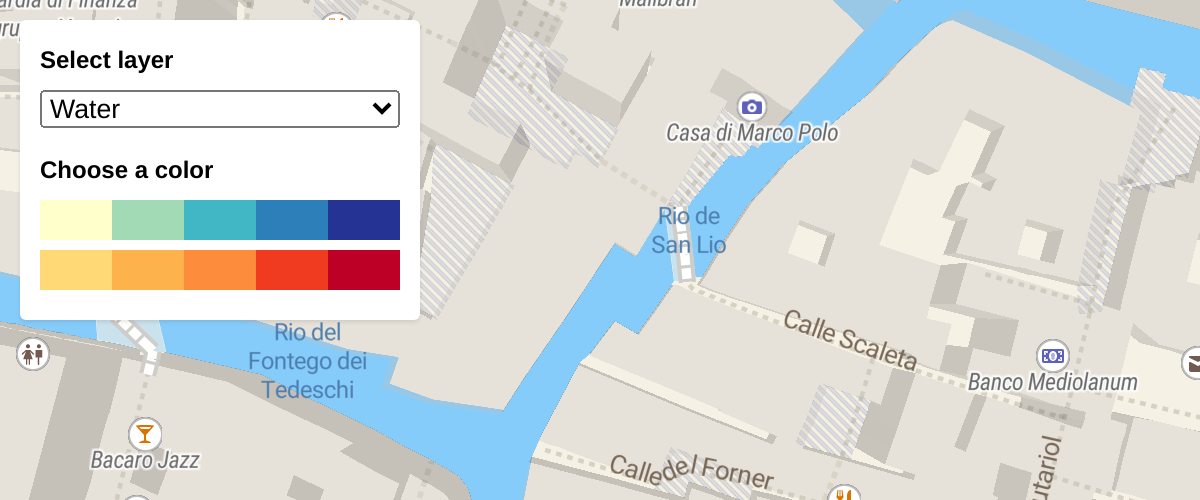 Malibran
Select layer
Water
Choose a color
Casa di Marco Polo
Rio de
San Lio
Calle Scaleta
Rio del
Fontego dei
Tedeschi
Banco Mediolanum
Bacaro Jazz
Calle del Forner